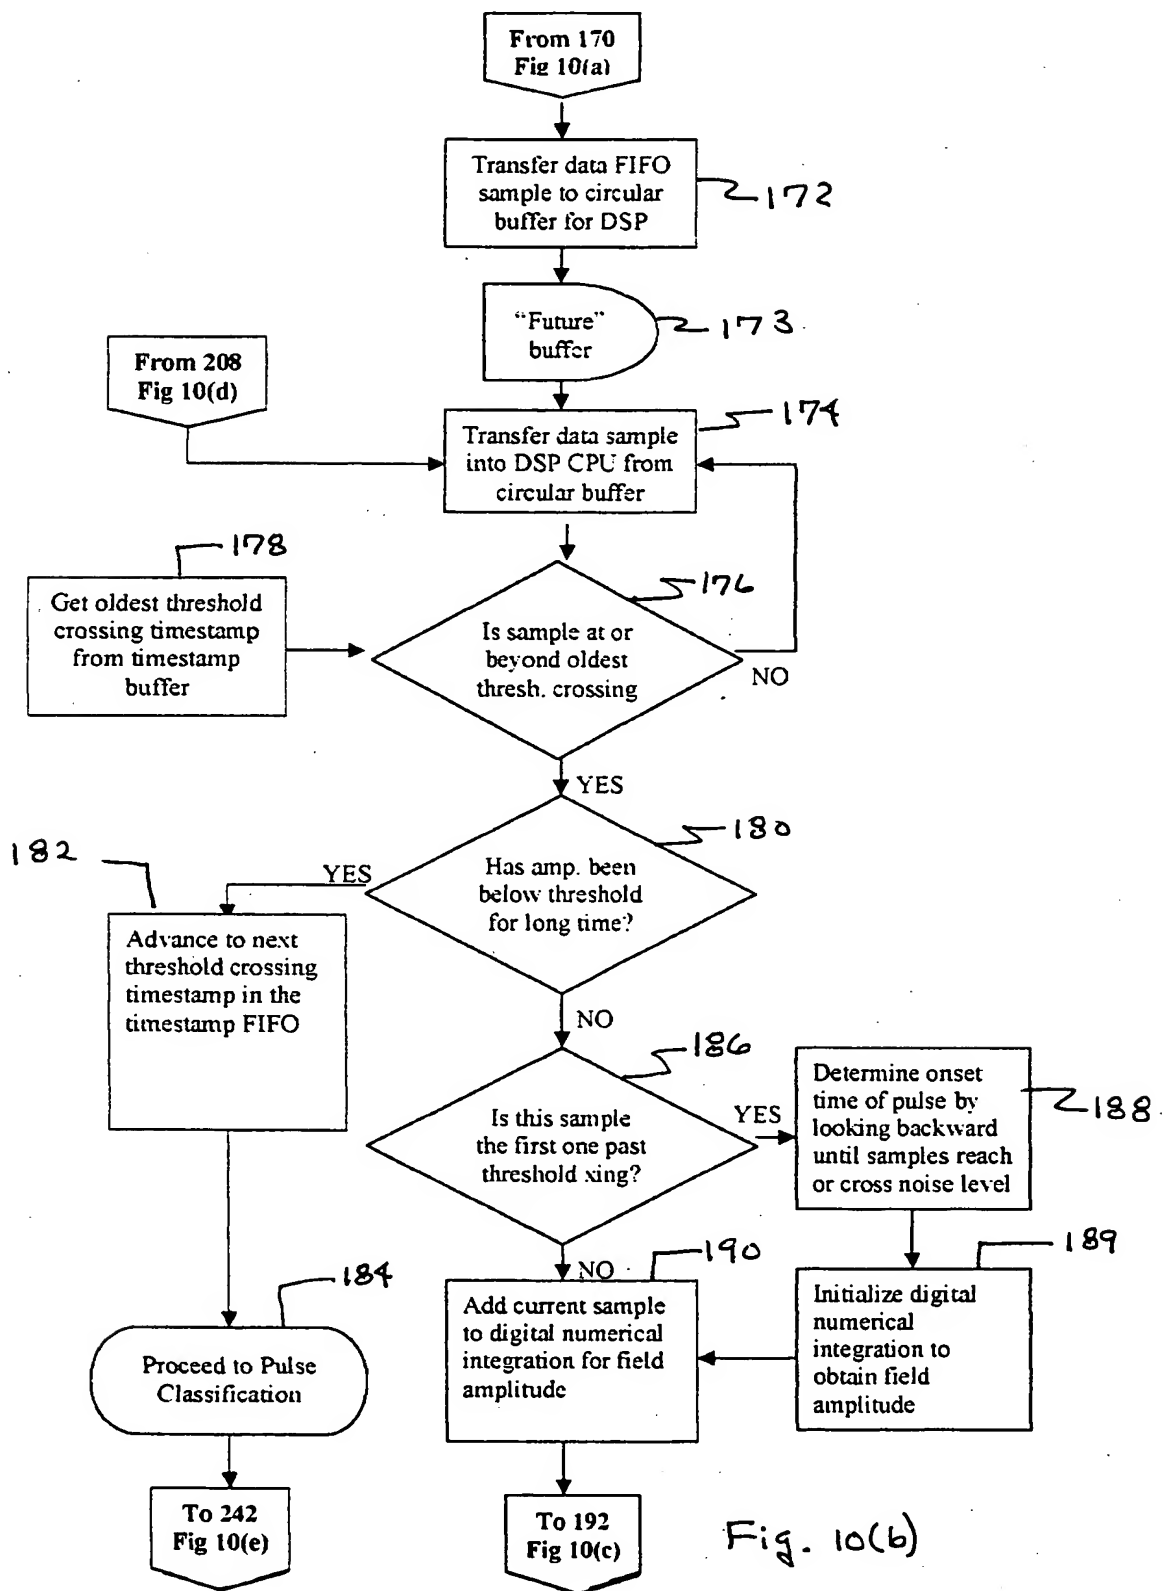 From 170
Fig 10(a)
Transfer data FIFO
sample to circular
buffer for DSP
172
"Future"
buffer
173
From 208
Fig 10(d)
174
Transfer data sample
into DSP CPU from
circular buffer
178
176
Get oldest threshold
crossing timestamp
from timestamp
buffer
Is sample at or
beyond oldest
thresh. crossing
NO
YES
180
182
YES
Has amp. been
below threshold
for long time?
Advance to next
threshold crossing
timestamp in the
timestamp FIFO
NO
186
Is this sample
the first one past
threshold xing?
YES
Determine onset
time of pulse by
looking backward
until samples reach
or cross noise level
188
NO
190
189
184
Add current sample
to digital numerical
integration for field
amplitude
Initialize digital
numerical
integration to
obtain field
amplitude
Proceed to Pulse
Classification
To 242
Fig 10(e)
To 192
Fig 10(c)
Fig. 10(b)